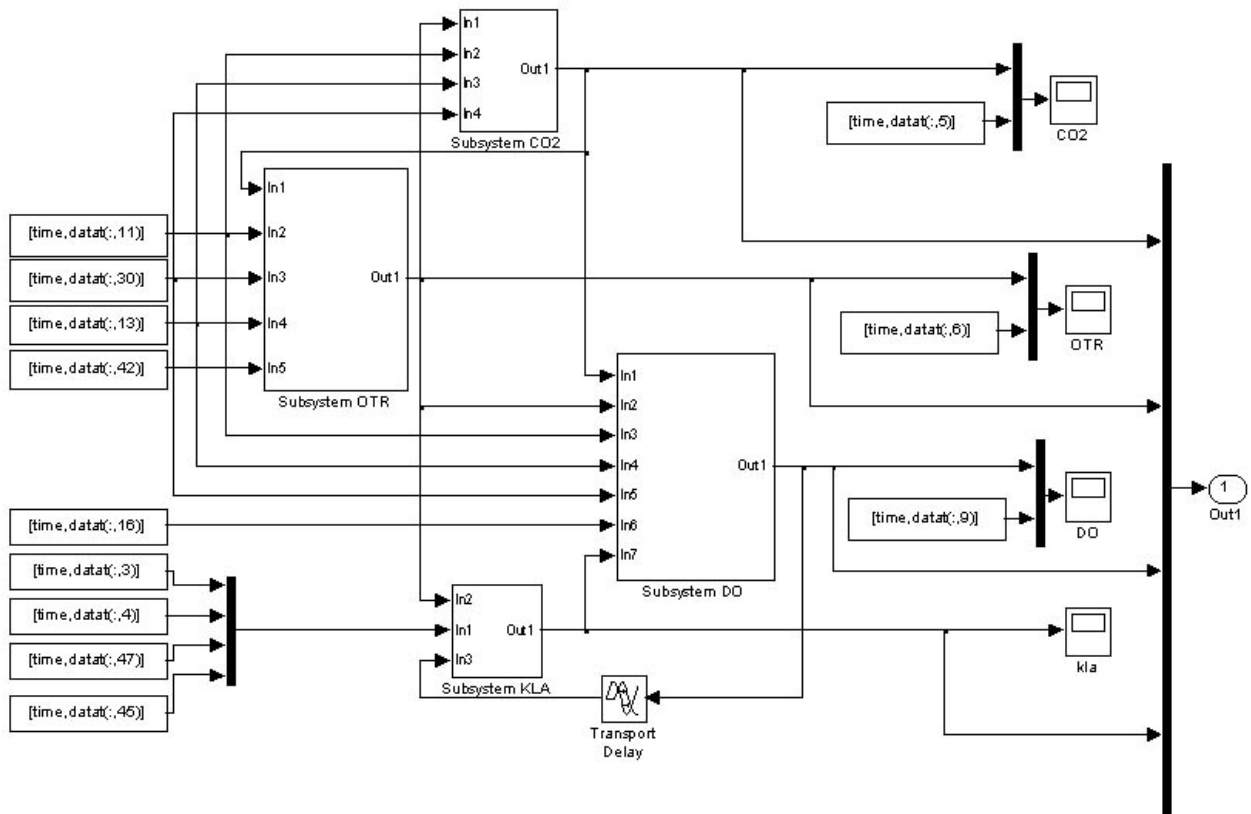 In1
In2
In3
In4
Out1
Subsystem CO2
[time,datat(:,5)]
CO2
In1
In2
In3
In4
In5
Out1
Subsystem OTR
[time,datat(:,11)]
[time,datat(:,30)]
[time,datat(:,13)]
[time,datat(:,42)]
[time,datat(:,6)]
OTR
In1
In2
In3
In4
In5
In6
In7
Out1
Subsystem DO
[time,datat(:,9)]
DO
1
Out1
[time,datat(:,16)]
[time,datat(:,3)]
[time,datat(:,4)]
[time,datat(:,47)]
[time,datat(:,45)]
In2
In1
In3
Out1
Subsystem KLA
kla
Transport
Delay